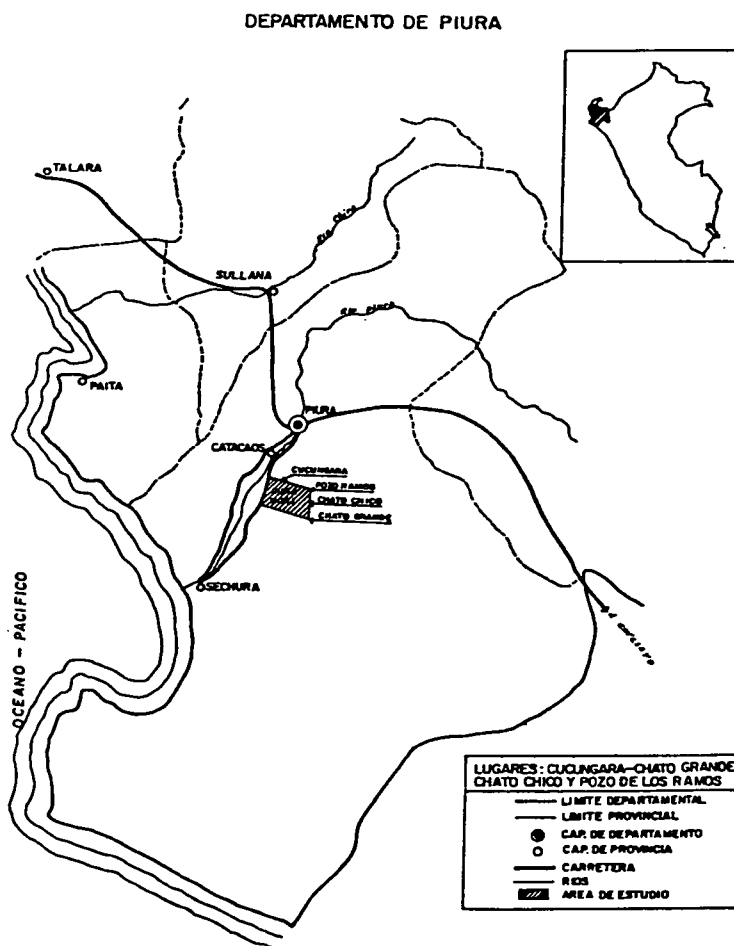 DEPARTAMENTO DE PIURA
TALARA
Rio Chico
SULLANA
PAITA
PIURA
CATACAOS
CUCUNGARA
POZO RAMOS
CHATO CHICO
CHATO GRANDE
SECHURA
OCEANO - PACIFICO
LUGARES: CUCUNGARA-CHATO GRANDE
CHATO CHICO Y POZO DE LOS RAMOS
LIMITE DEPARTAMENTAL
LIMITE PROVINCIAL
CAP. DE DEPARTAMENTO
CAP. DE PROVINCIA
CARRETERA
RIOS
AREA DE ESTUDIO